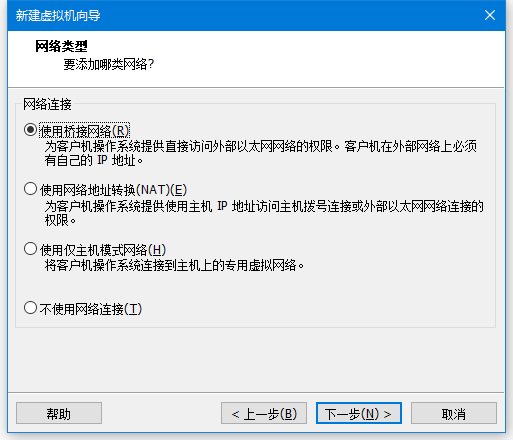 新建虚拟机向导
网络类型
要添加哪类网络?
网络连接
使用桥接网络(R)
为客户机操作系统提供直接访问外部以太网网络的权限。客户机在外部网络上必须
有自己的 IP 地址。
使用网络地址转换(NAT)(E)
为客户机操作系统提供使用主机 IP 地址访问主机拨号连接或外部以太网网络连接的
权限。
使用仅主机模式网络(H)
将客户机操作系统连接到主机上的专用虚拟网络。
不使用网络连接(T)
帮助
< 上一步(B)
下一步(N) >
取消